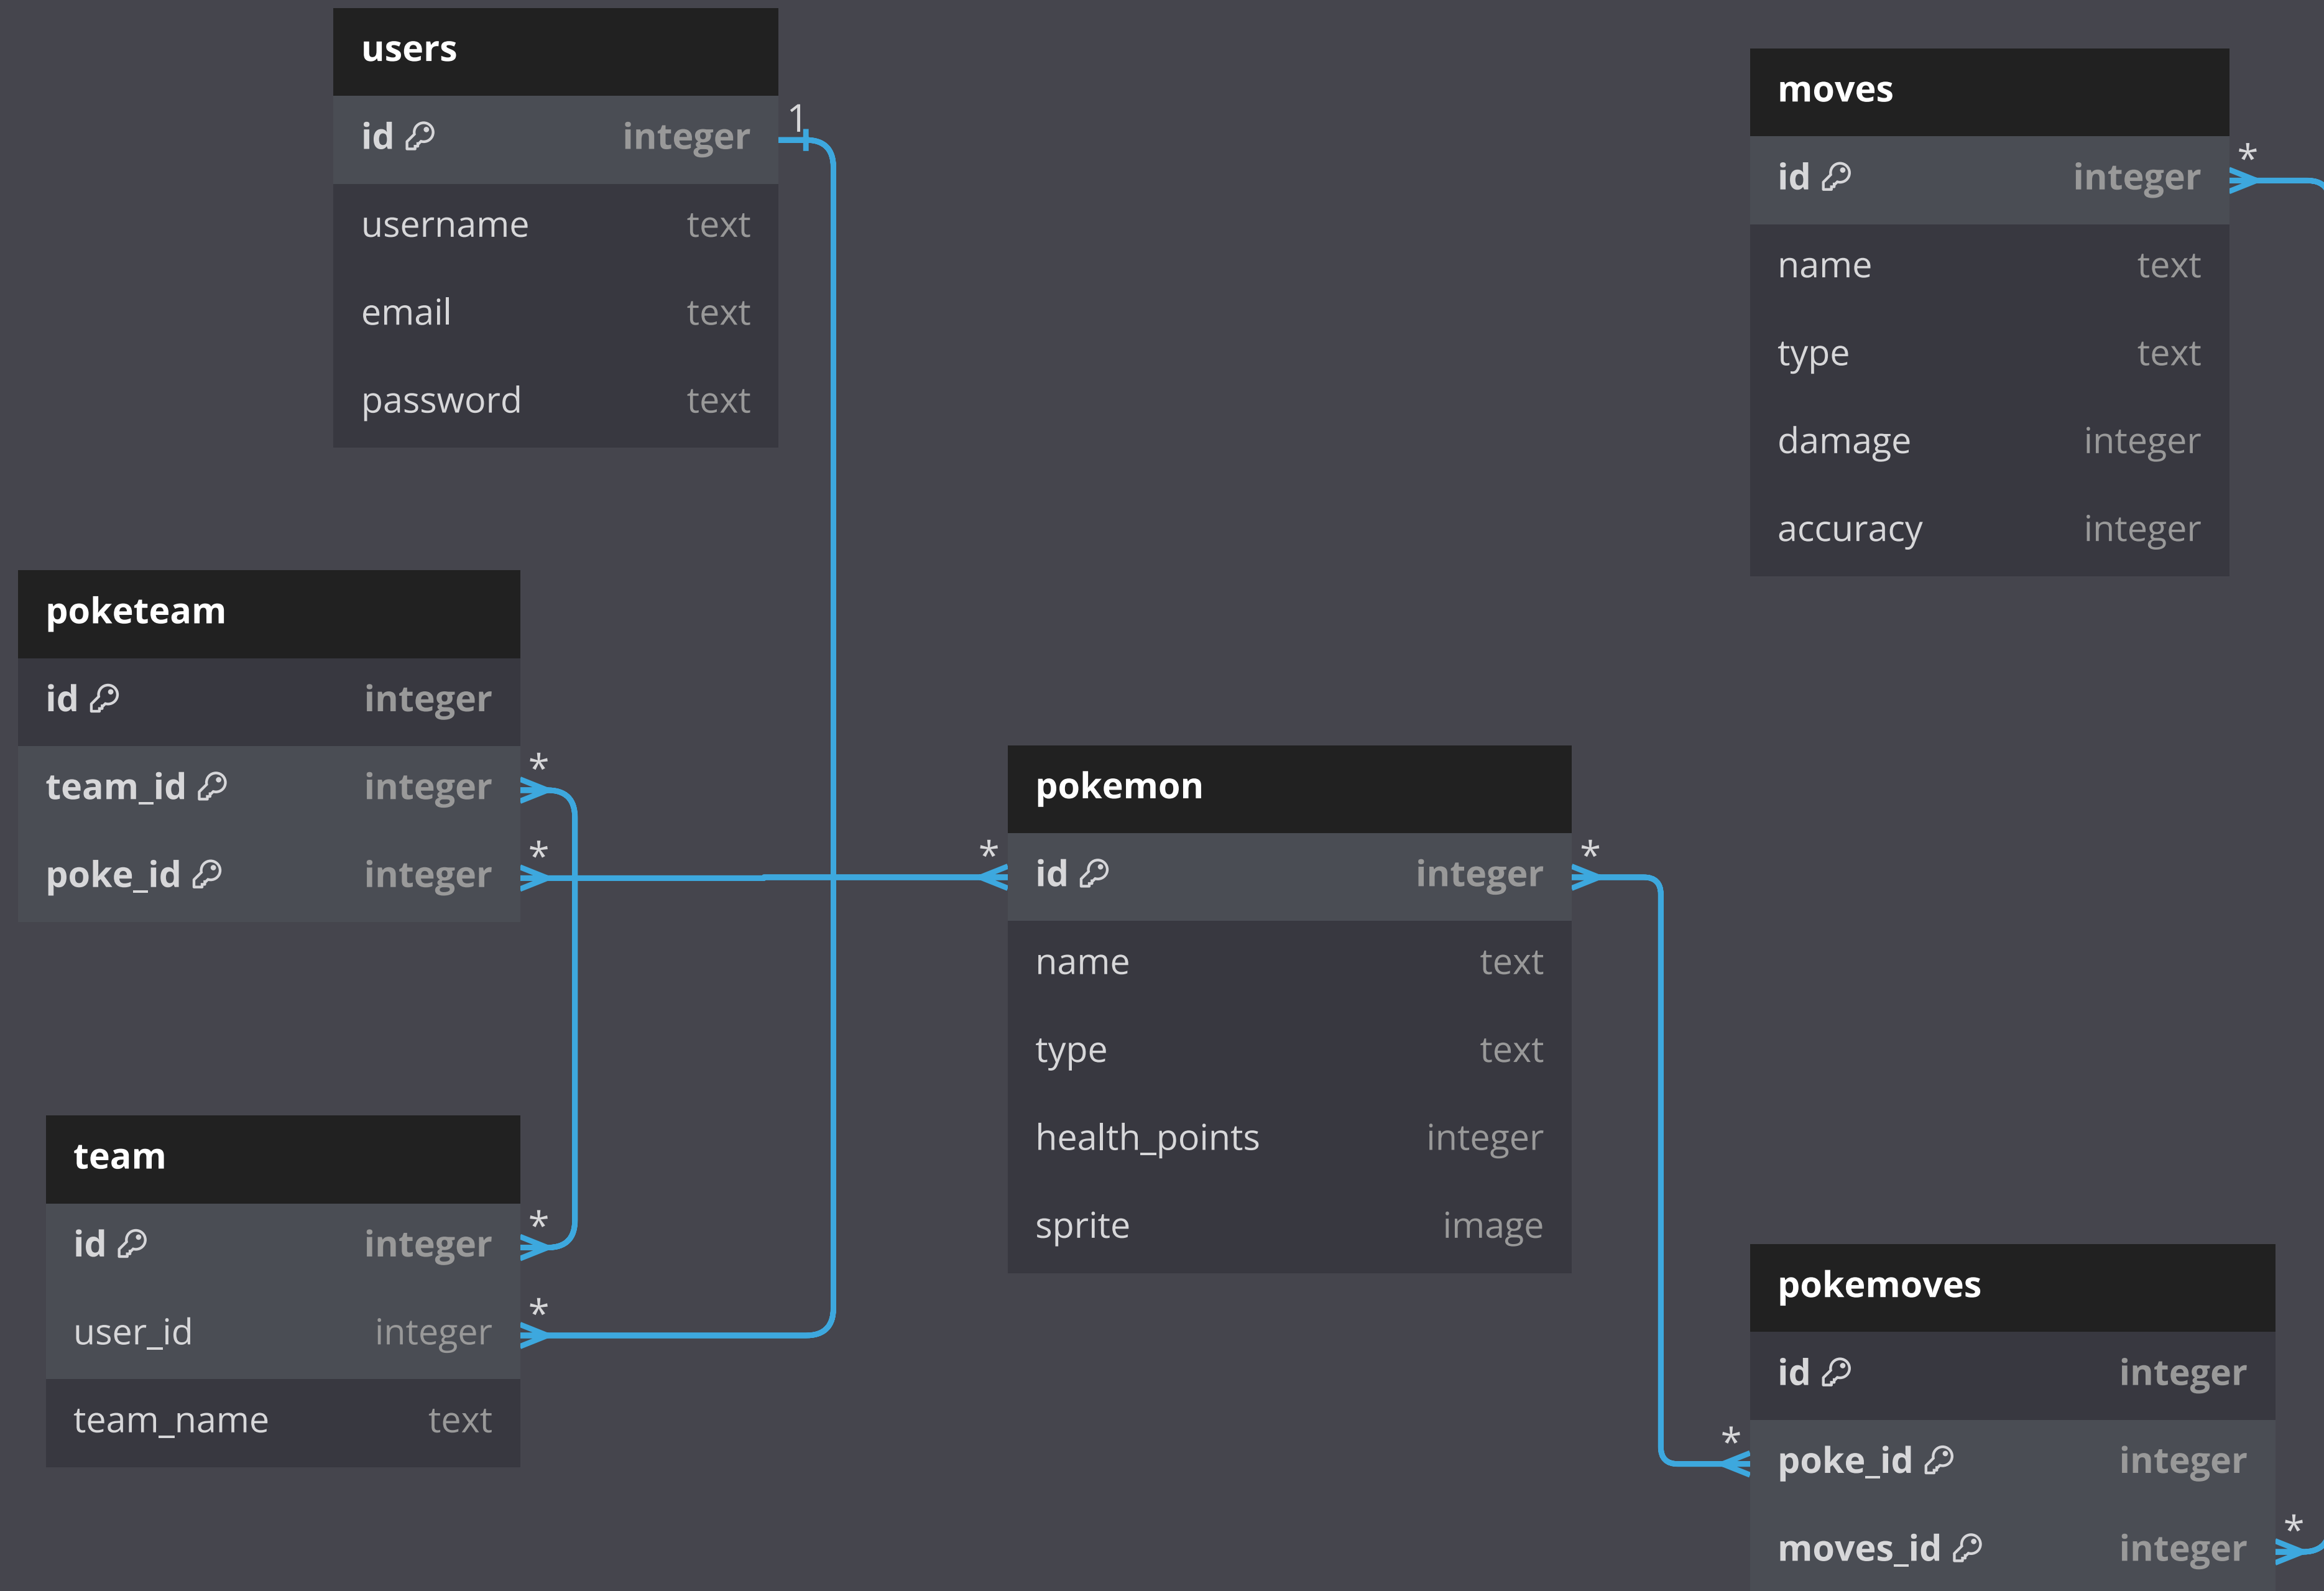 users
id integer
username text
email text
password text
1
moves
id integer
name text
type text
damage integer
accuracy integer
*
poketeam
id integer
team_id integer
poke_id integer
*
*
pokemon
id integer
name text
type text
health_points integer
sprite image
*
*
team
id integer
user_id integer
team_name text
*
*
pokemoves
id integer
poke_id integer
moves_id integer
*
*